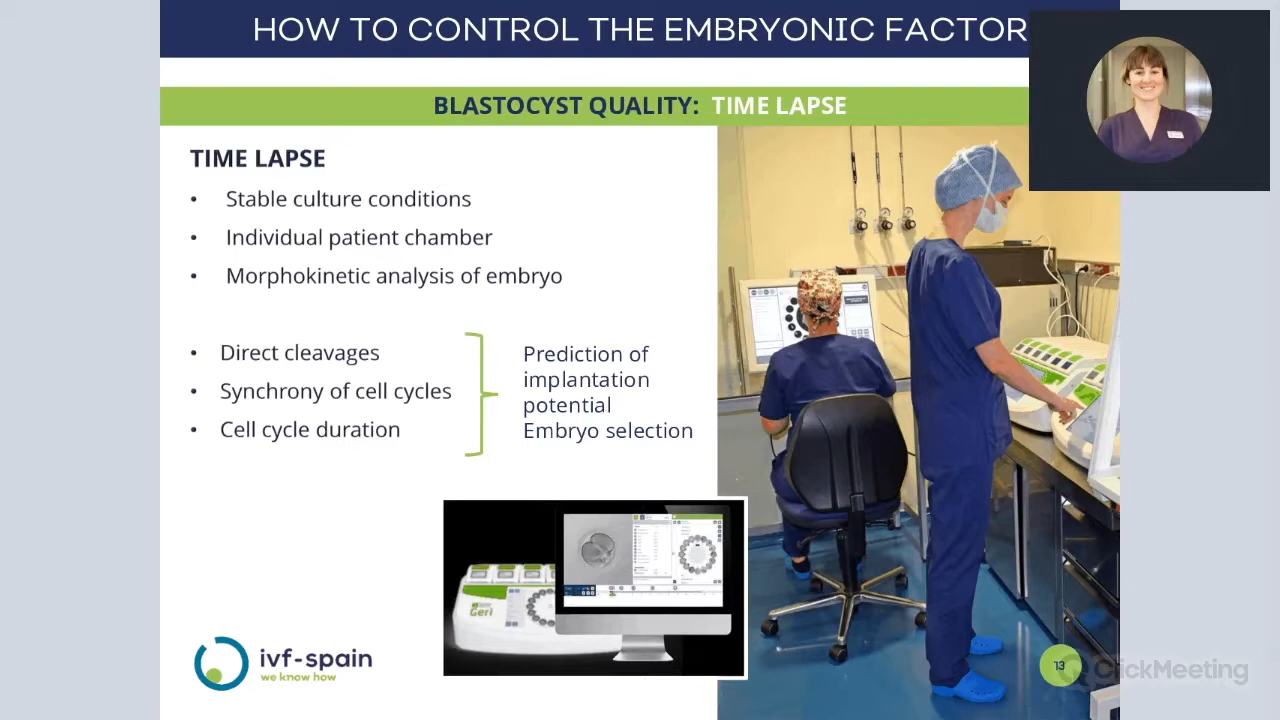 HOW TO CONTROL THE EMBRYONIC FACTOR
BLASTOCYST QUALITY: TIME LAPSE
TIME LAPSE
• Stable culture conditions
• Individual patient chamber
• Morphokinetic analysis of embryo
• Direct cleavages
• Synchrony of cell cycles
• Cell cycle duration
Prediction of
implantation
potential
Embryo selection
Geri
ivf-spain
we know how
13
ClickMeeting